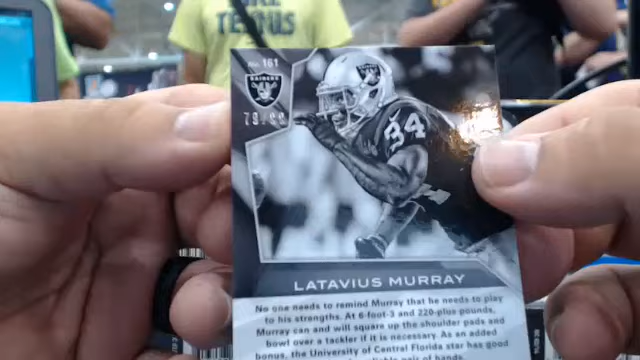 No. 161
RAIDERS
34
LATAVIUS MURRAY
No one needs to remind Murray that he needs to play
to his strengths. At 6-foot-3 and 220-plus pounds,
Murray can and will square up the shoulder pads and
bowl over a tackler if it is necessary. As an added
bonus, the University of Central Florida star has good